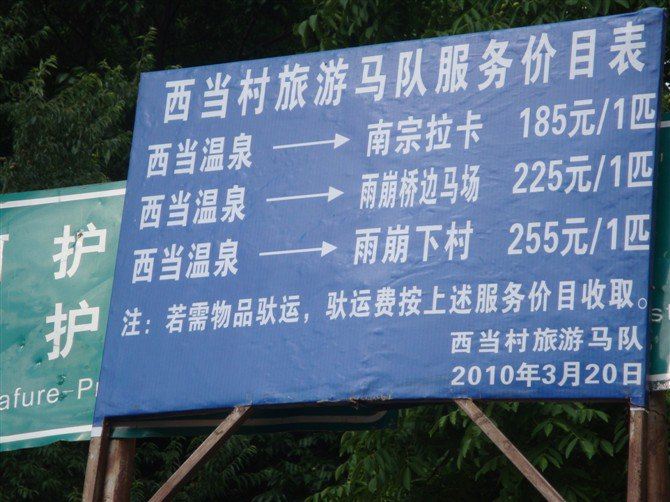 西当村旅游马队服务价目表
西当温泉 → 南宗拉卡 185元/1匹
西当温泉 → 雨崩桥边马场 225元/1匹
西当温泉 → 雨崩下村 255元/1匹
注：若需物品驮运，驮运费按上述服务价目收取。
西当村旅游马队
2010年3月20日
护
护
afure Pr